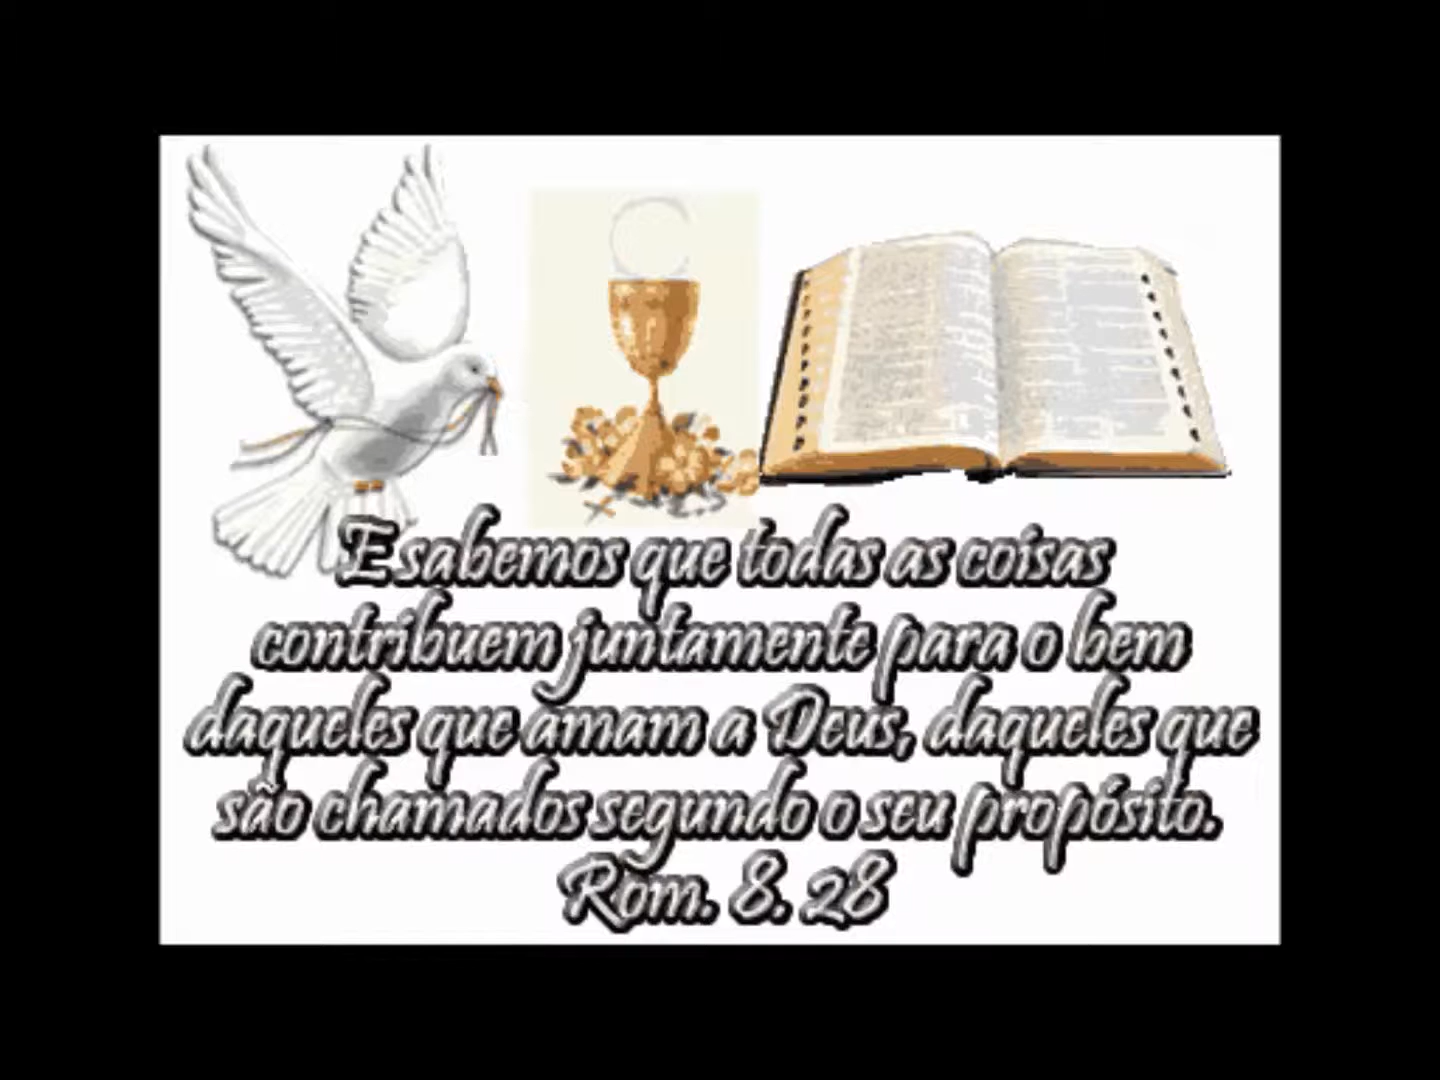 E sabemos que todas as coisas
contribuem juntamente para o bem
daqueles que amam a Deus, daqueles que
são chamados segundo o seu propósito.
Rom. 8. 28